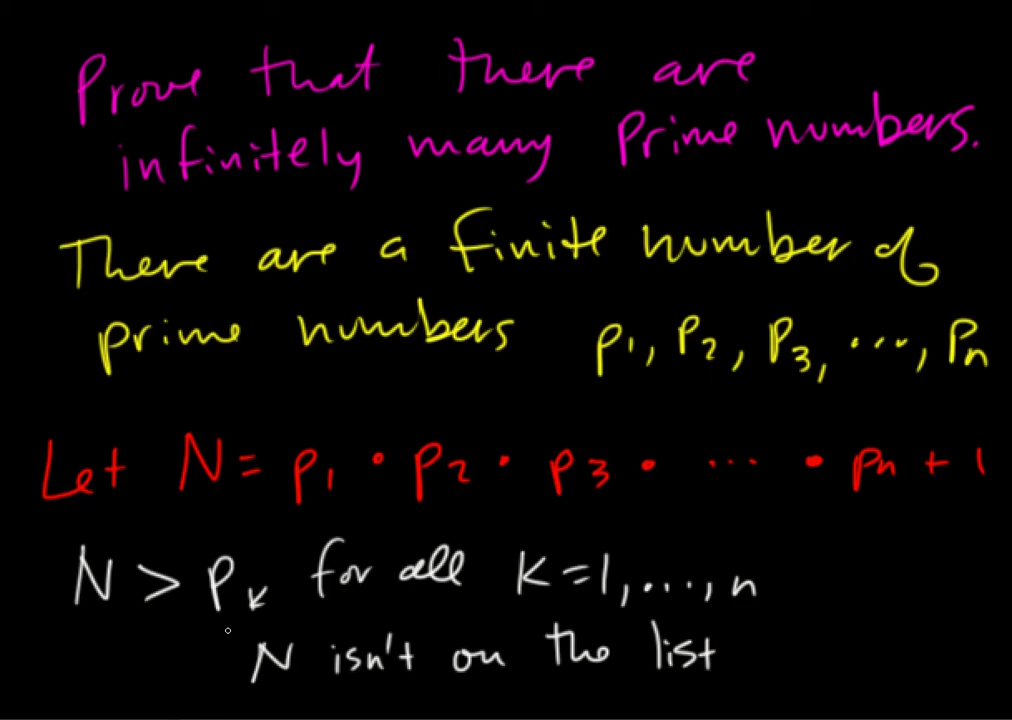 Prove that there are
infinitely many Prime numbers.
There are a finite number of
prime numbers p₁, p₂, p₃, ..., pₙ
Let N = p₁ • p₂ • p₃ • ... • pₙ + 1
N > pₖ for all K = 1, ..., n
N isn't on the list